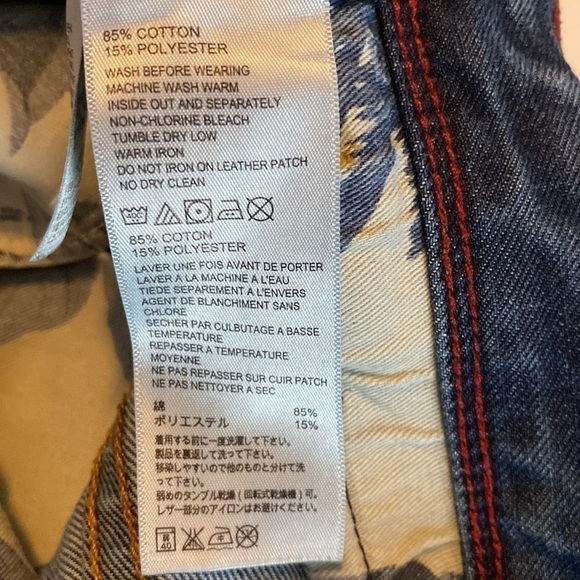 85% COTTON
15% POLYESTER
WASH BEFORE WEARING
MACHINE WASH WARM
INSIDE OUT AND SEPARATELY
NON-CHLORINE BLEACH
TUMBLE DRY LOW
WARM IRON
DO NOT IRON ON LEATHER PATCH
NO DRY CLEAN
85% COTTON
15% POLYESTER
LAVER UNE FOIS AVANT DE PORTER
LAVER A LA MACHINE A L'EAU
TIEDE SEPAREMENT A L'ENVERS
AGENT DE BLANCHIMENT SANS
CHLORE
SECHER PAR CULBUTAGE A BASSE
TEMPERATURE
REPASSER A TEMPERATURE
MOYENNE
NE PAS REPASSER SUR CUIR PATCH
NE PAS NETTOYER A SEC
綿 85%
ポリエステル 15%
着用する前に一度洗濯して下さい。
製品を裏返して洗って下さい。
移染しやすいので他のものと分けて洗
って下さい。
弱めのタンブル乾燥(回転式乾燥機)可。
レザー部分のアイロンはお避け下さい。